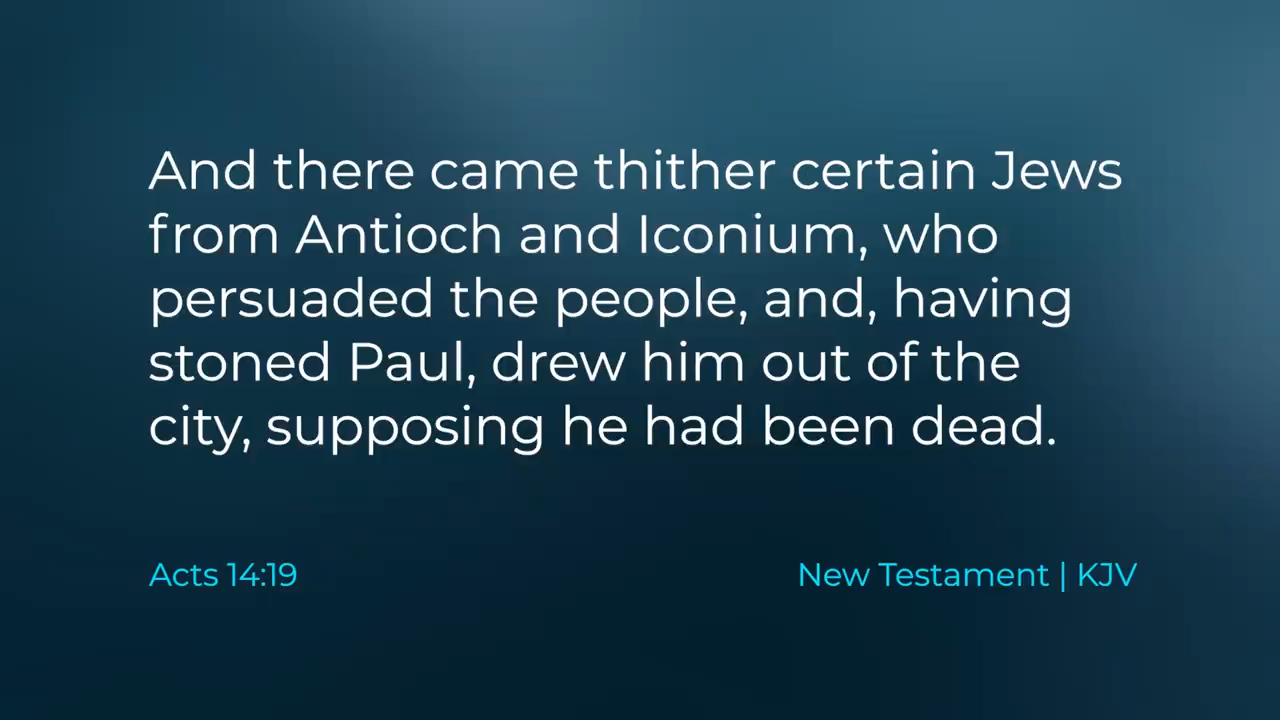 And there came thither certain Jews
from Antioch and Iconium, who
persuaded the people, and, having
stoned Paul, drew him out of the
city, supposing he had been dead.
Acts 14:19
New Testament | KJV